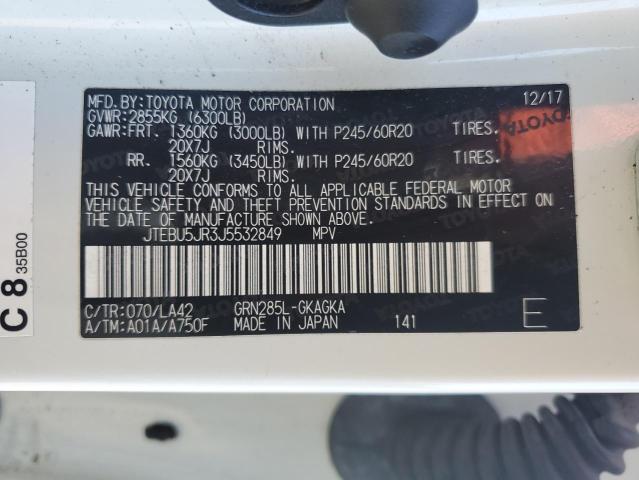 MFD.BY:TOYOTA MOTOR CORPORATION 12/17
GVWR:2855KG (6300LB)
GAWR:FRT. 1360KG (3000LB) WITH P245/60R20 TIRES.
20X7J RIMS.
RR. 1560KG (3450LB) WITH P245/60R20 TIRES.
20X7J RIMS.
THIS VEHICLE CONFORMS TO ALL APPLICABLE FEDERAL MOTOR
VEHICLE SAFETY AND THEFT PREVENTION STANDARDS IN EFFECT
ON THE DATE OF MANUFACTURE SHOWN ABOVE.
JTEBU5JR3J5532849 MPV
C/TR:070/LA42 GRN285L-GKAGKA
A/TM:A01A/A750F MADE IN JAPAN 141 E
C 8 35B00
TOYOTA